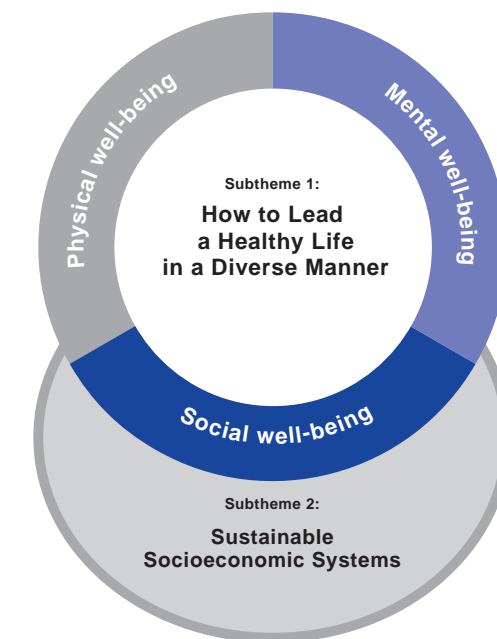 Physical well-being
Mental well-being
Subtheme 1:
How to Lead
a Healthy Life
in a Diverse Manner
Social well-being
Subtheme 2:
Sustainable
Socioeconomic Systems